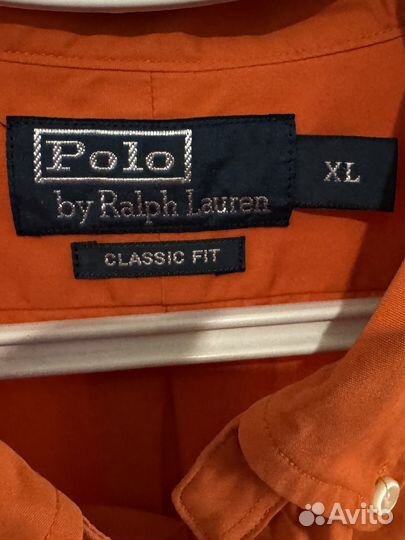 Polo
by Ralph Lauren
XL
CLASSIC FIT
Avito